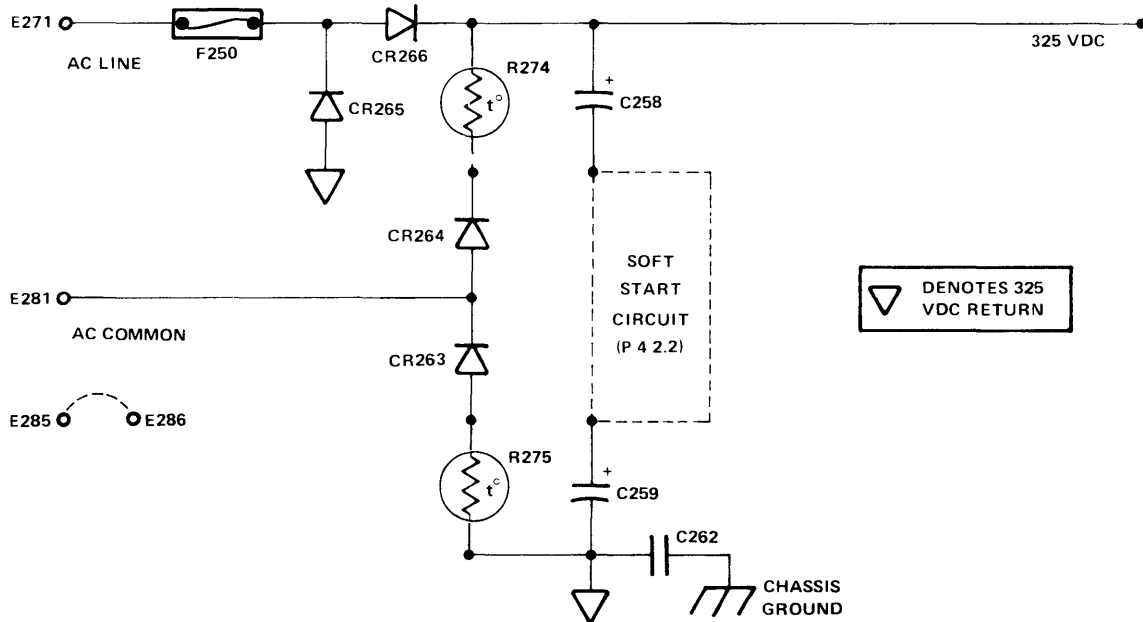 E271
F250
AC LINE
CR266
CR265
R274
t°
+
C258
325 VDC
CR264
E281
AC COMMON
SOFT
START
CIRCUIT
(P 4 2.2)
DENOTES 325
VDC RETURN
CR263
E285
E286
R275
t°
+
C259
C262
CHASSIS
GROUND